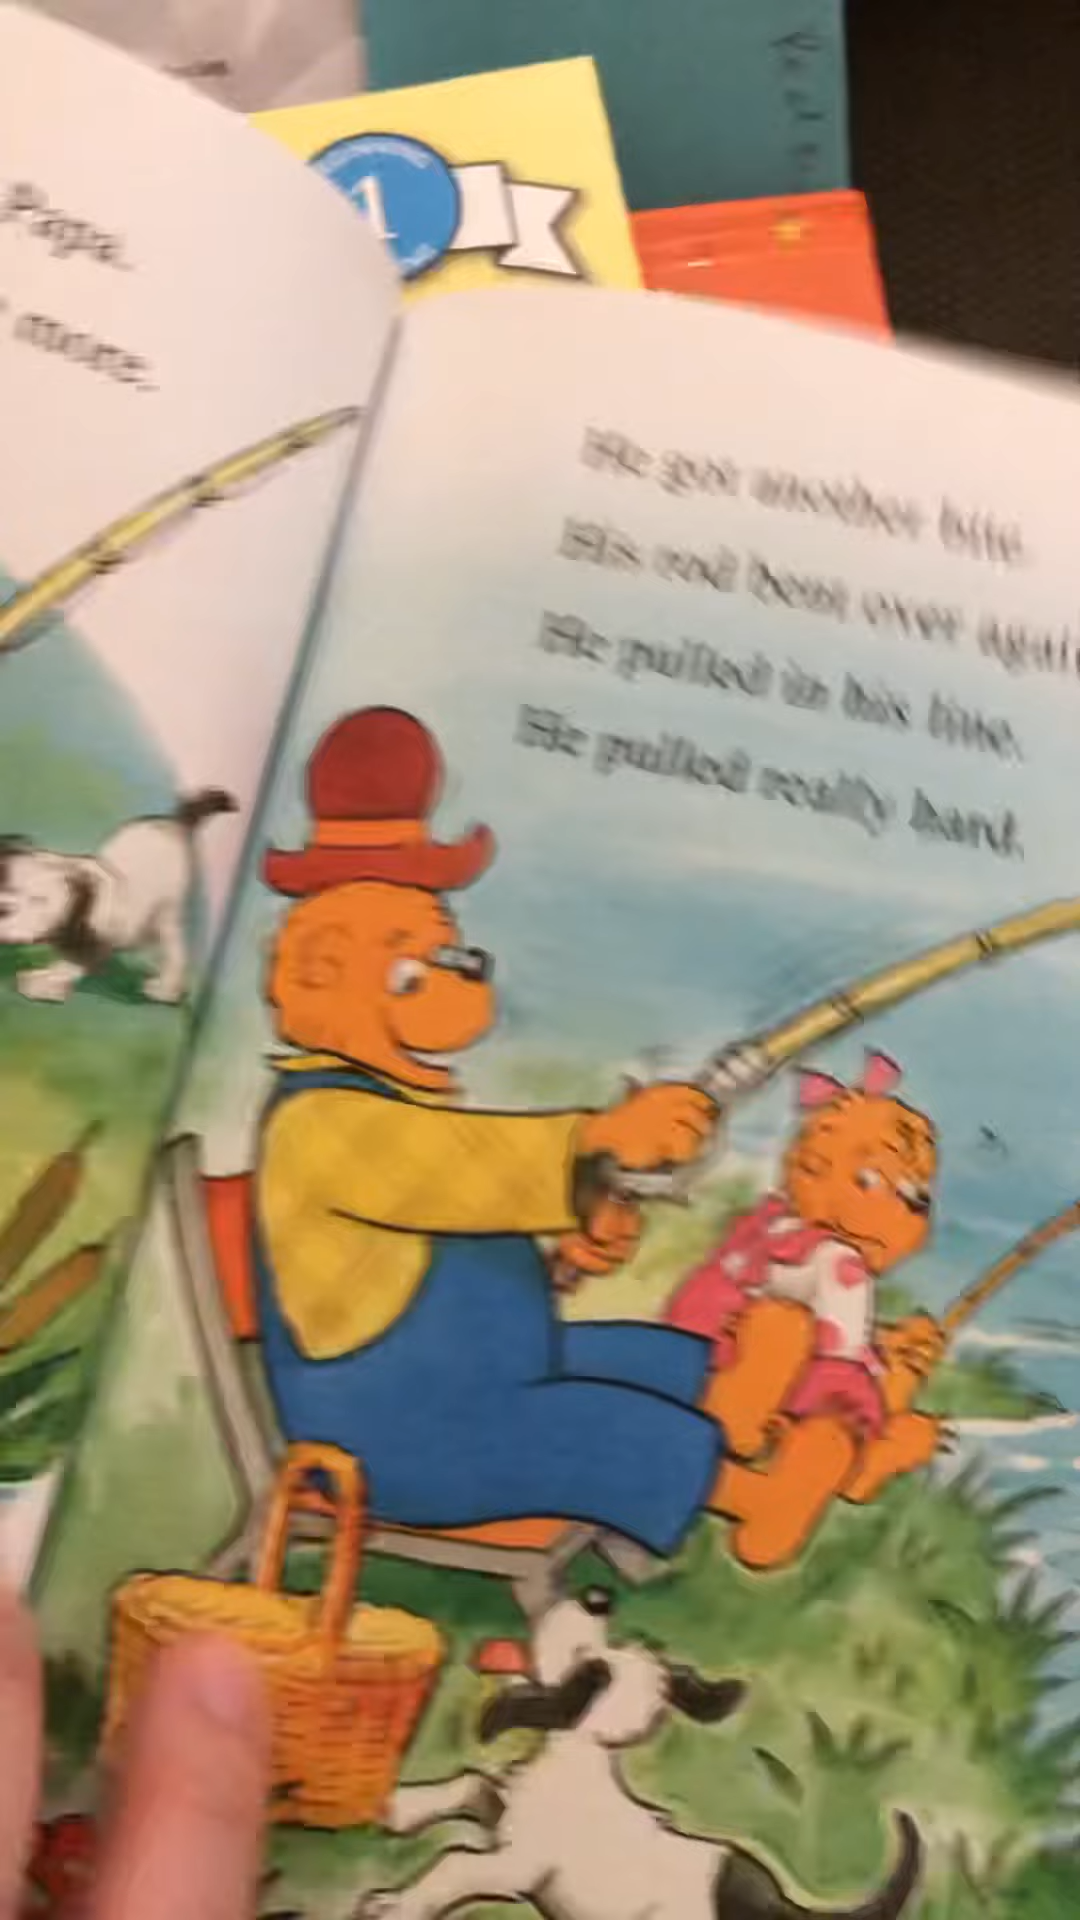 Papa.
more.
1
He got another bite.
His rod bent over again
He pulled in his line.
He pulled really hard.